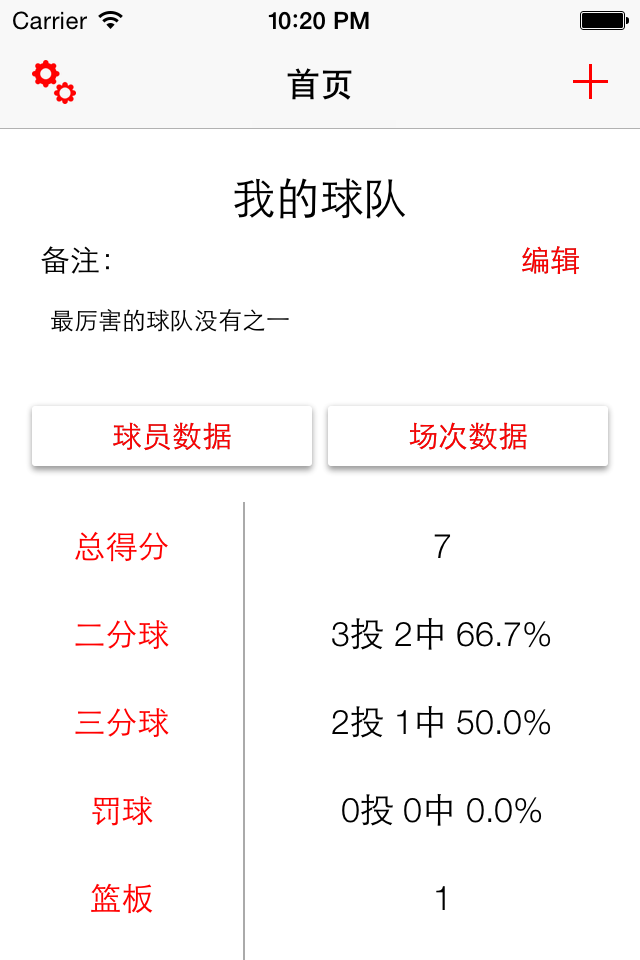 Carrier 10:20 PM
首页
我的球队
备注: 编辑
最厉害的球队没有之一
球员数据 场次数据
总得分 7
二分球 3投 2中 66.7%
三分球 2投 1中 50.0%
罚球 0投 0中 0.0%
篮板 1